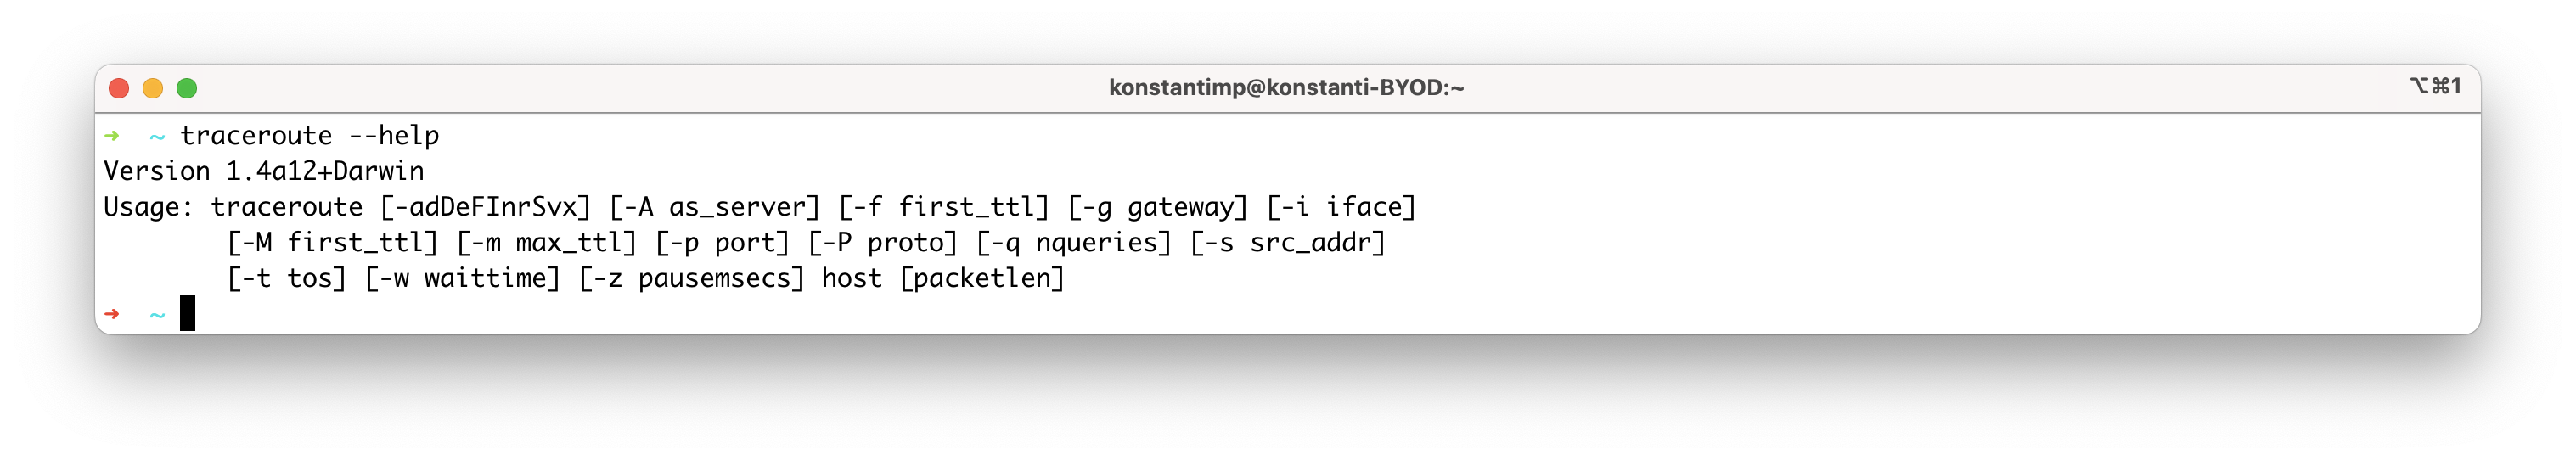 konstantimp@konstanti-BYOD:~ ⌥⌘1
➜ ~ traceroute --help
Version 1.4a12+Darwin
Usage: traceroute [-adDeFInrSvx] [-A as_server] [-f first_ttl] [-g gateway] [-i iface]
        [-M first_ttl] [-m max_ttl] [-p port] [-P proto] [-q nqueries] [-s src_addr]
        [-t tos] [-w waittime] [-z pausemsecs] host [packetlen]
➜ ~